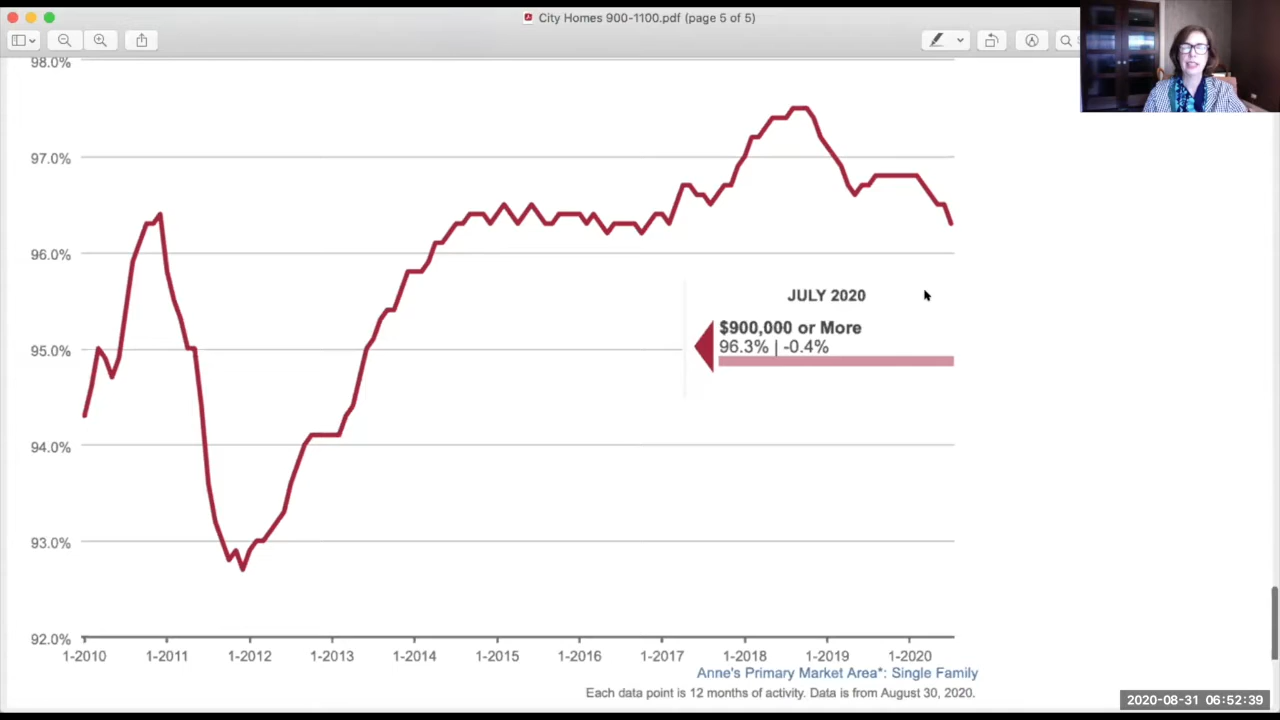 City Homes 900-1100.pdf (page 5 of 5)
98.0%
97.0%
96.0%
95.0%
94.0%
93.0%
92.0%
JULY 2020
$900,000 or More
96.3% | -0.4%
1-2010 1-2011 1-2012 1-2013 1-2014 1-2015 1-2016 1-2017 1-2018 1-2019 1-2020
Anne's Primary Market Area*: Single Family
Each data point is 12 months of activity. Data is from August 30, 2020.
2020-08-31 06:52:39